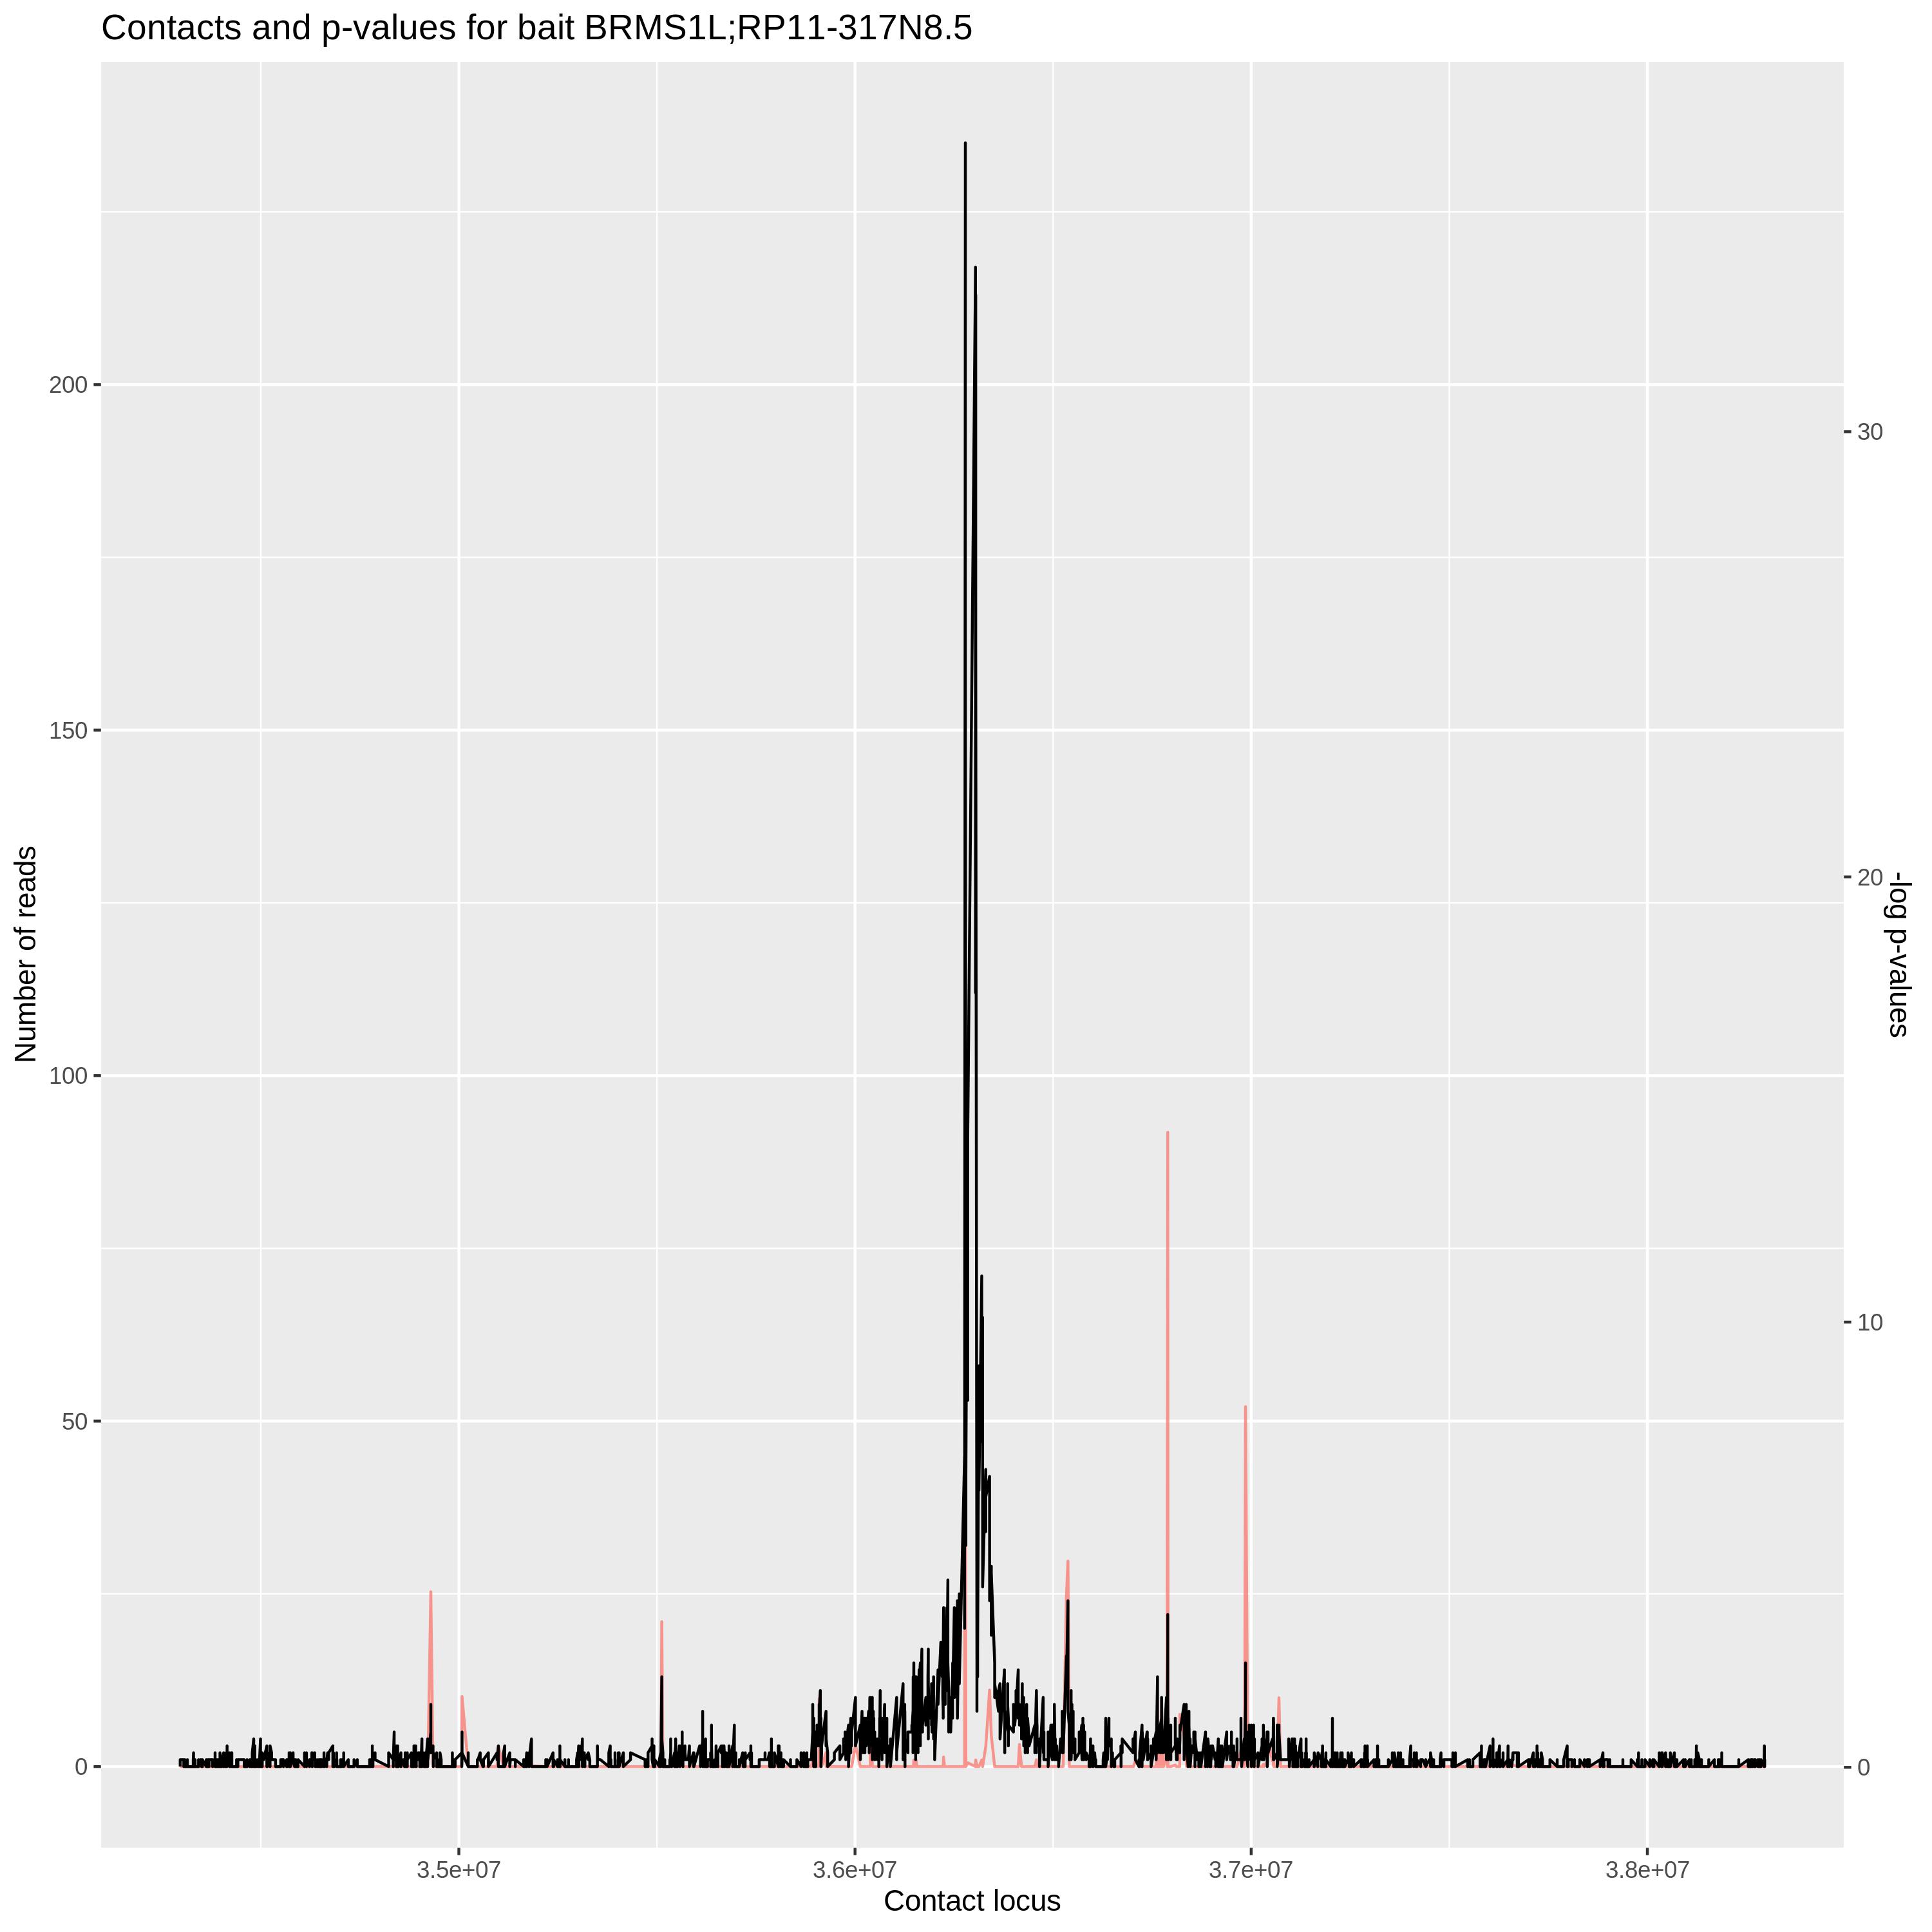 Contacts and p-values for bait BRMS1L;RP11-317N8.5
Number of reads
200
150
100
50
0
30
20
10
0
-log p-values
3.5e+07 3.6e+07 3.7e+07 3.8e+07
Contact locus